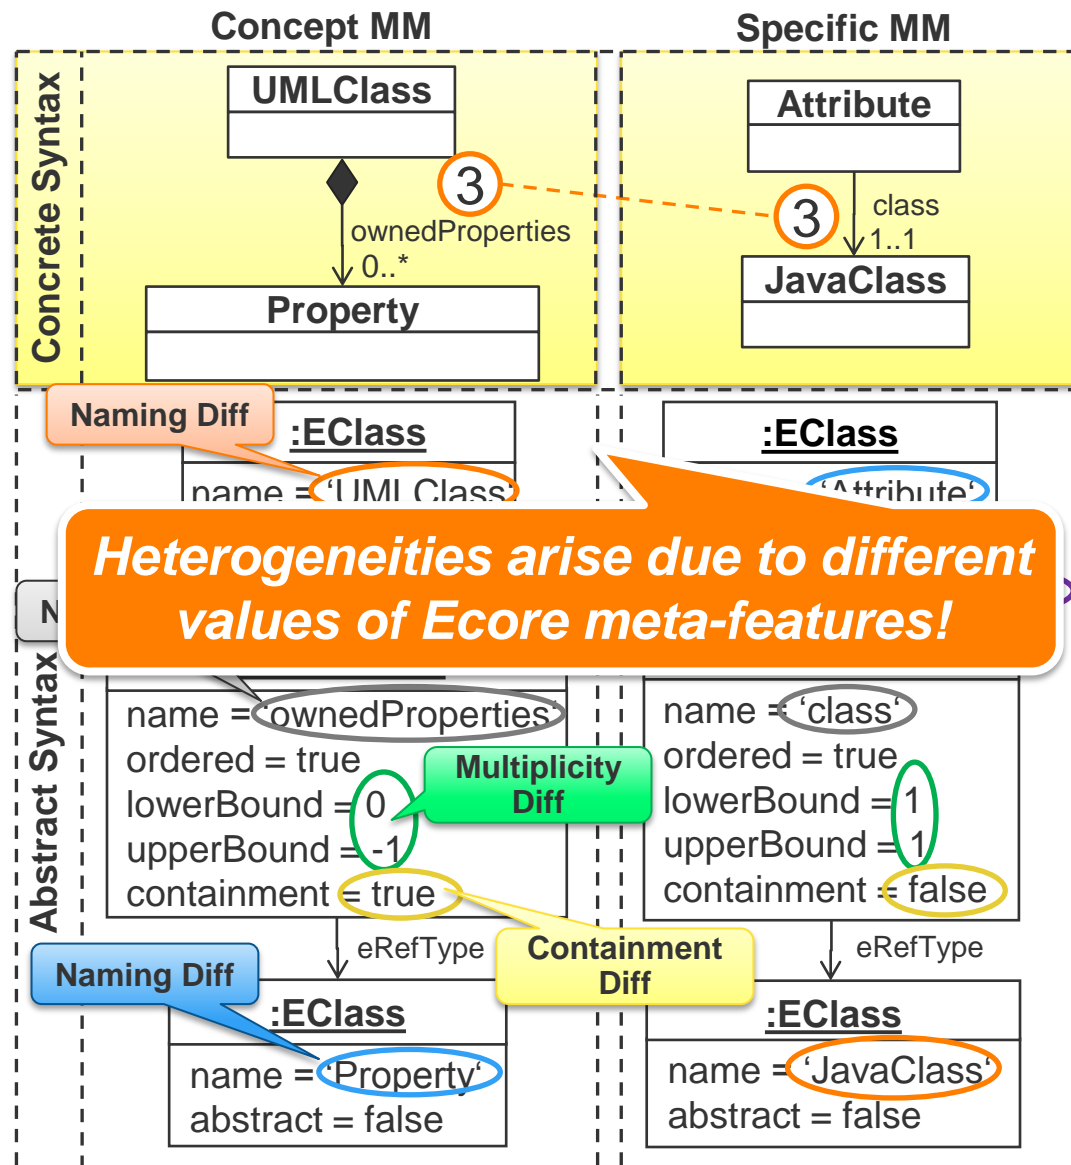 Concept MM
Specific MM
Concrete Syntax
UMLClass
3
ownedProperties
0..*
Property
Attribute
3
class
1..1
JavaClass
Abstract Syntax
Naming Diff
:EClass
name = ‘UMLClass‘
:EClass
‘Attribute‘
Heterogeneities arise due to different
values of Ecore meta-features!
N
name = ‘ownedProperties‘
ordered = true
lowerBound = 0
upperBound = -1
containment = true
Multiplicity
Diff
name = ‘class‘
ordered = true
lowerBound = 1
upperBound = 1
containment = false
eRefType
Containment
Diff
eRefType
Naming Diff
:EClass
name = ‘Property‘
abstract = false
:EClass
name = ‘JavaClass‘
abstract = false